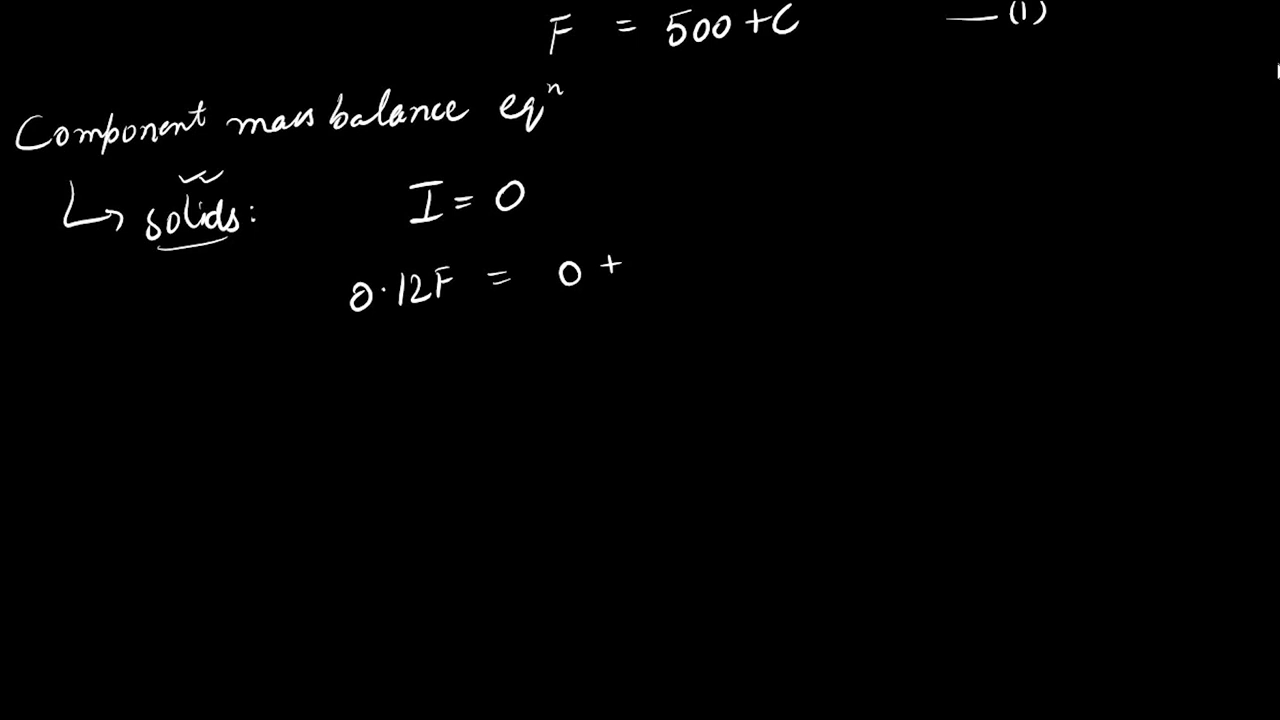 F = 500 + C — (1)
Component mass balance eqⁿ
↳ solids: I = 0
0.12F = 0 +